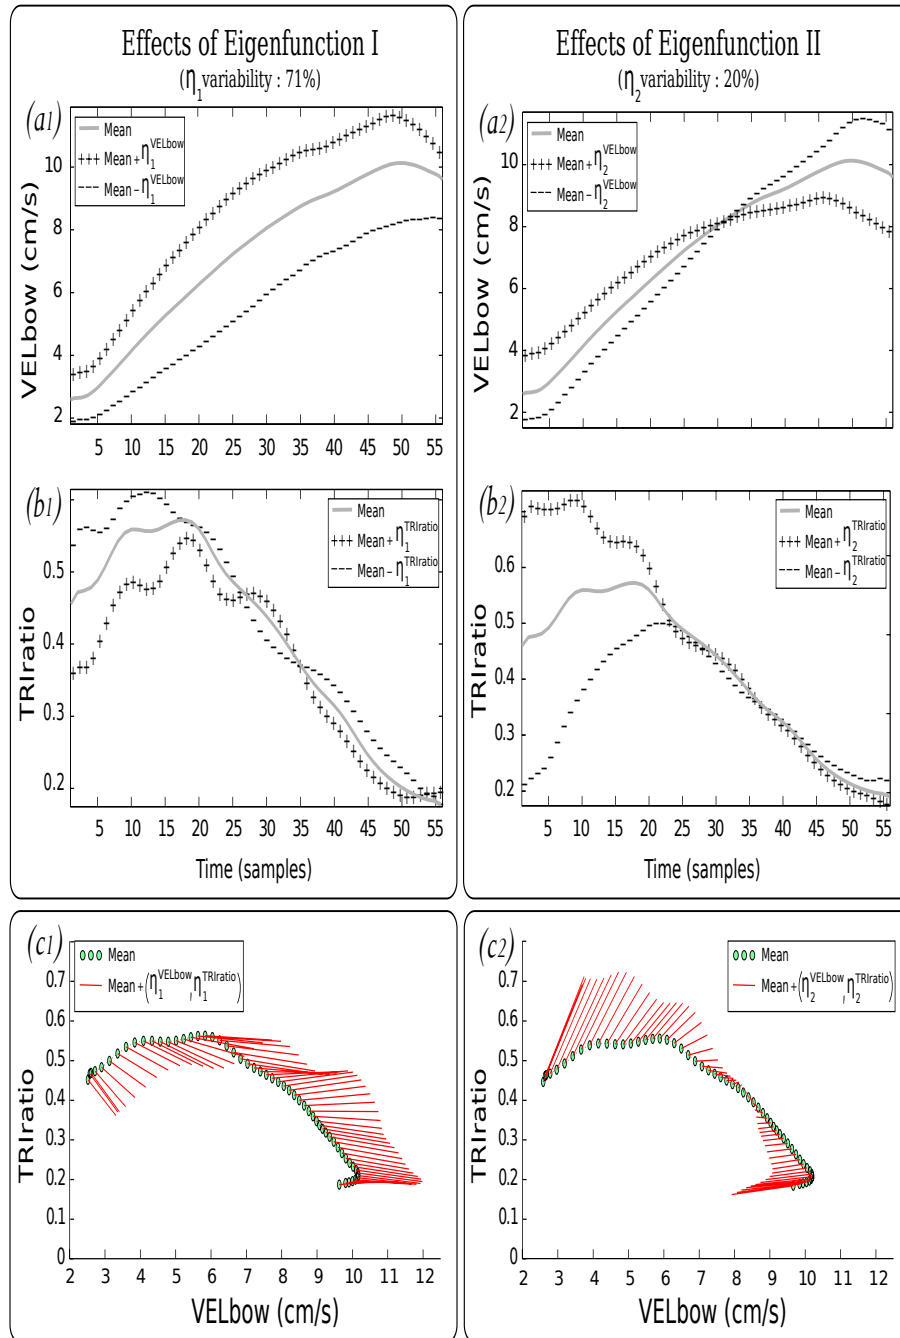 Effects of Eigenfunction I
(η1 variability : 71%)
(a1)
Mean
Mean + η1^VELbow
Mean − η1^VELbow
VELbow (cm/s)
10
8
6
4
2
5 10 15 20 25 30 35 40 45 50 55
(b1)
Mean
Mean + η1^TRIratio
Mean − η1^TRIratio
TRIratio
0.5
0.4
0.3
0.2
5 10 15 20 25 30 35 40 45 50 55
Time (samples)
Effects of Eigenfunction II
(η2 variability : 20%)
(a2)
Mean
Mean + η2^VELbow
Mean − η2^VELbow
VELbow (cm/s)
10
8
6
4
2
(b2)
Mean
Mean + η2^TRIratio
Mean − η2^TRIratio
TRIratio
0.6
0.5
0.4
0.3
0.2
5 10 15 20 25 30 35 40 45 50 55
Time (samples)
(c1)
Mean
Mean + (η1^VELbow, η1^TRIratio)
TRIratio
0.7
0.6
0.5
0.4
0.3
0.2
0.1
0
2 3 4 5 6 7 8 9 10 11 12
VELbow (cm/s)
(c2)
Mean
Mean + (η2^VELbow, η2^TRIratio)
TRIratio
0.7
0.6
0.5
0.4
0.3
0.2
0.1
0
2 3 4 5 6 7 8 9 10 11 12
VELbow (cm/s)